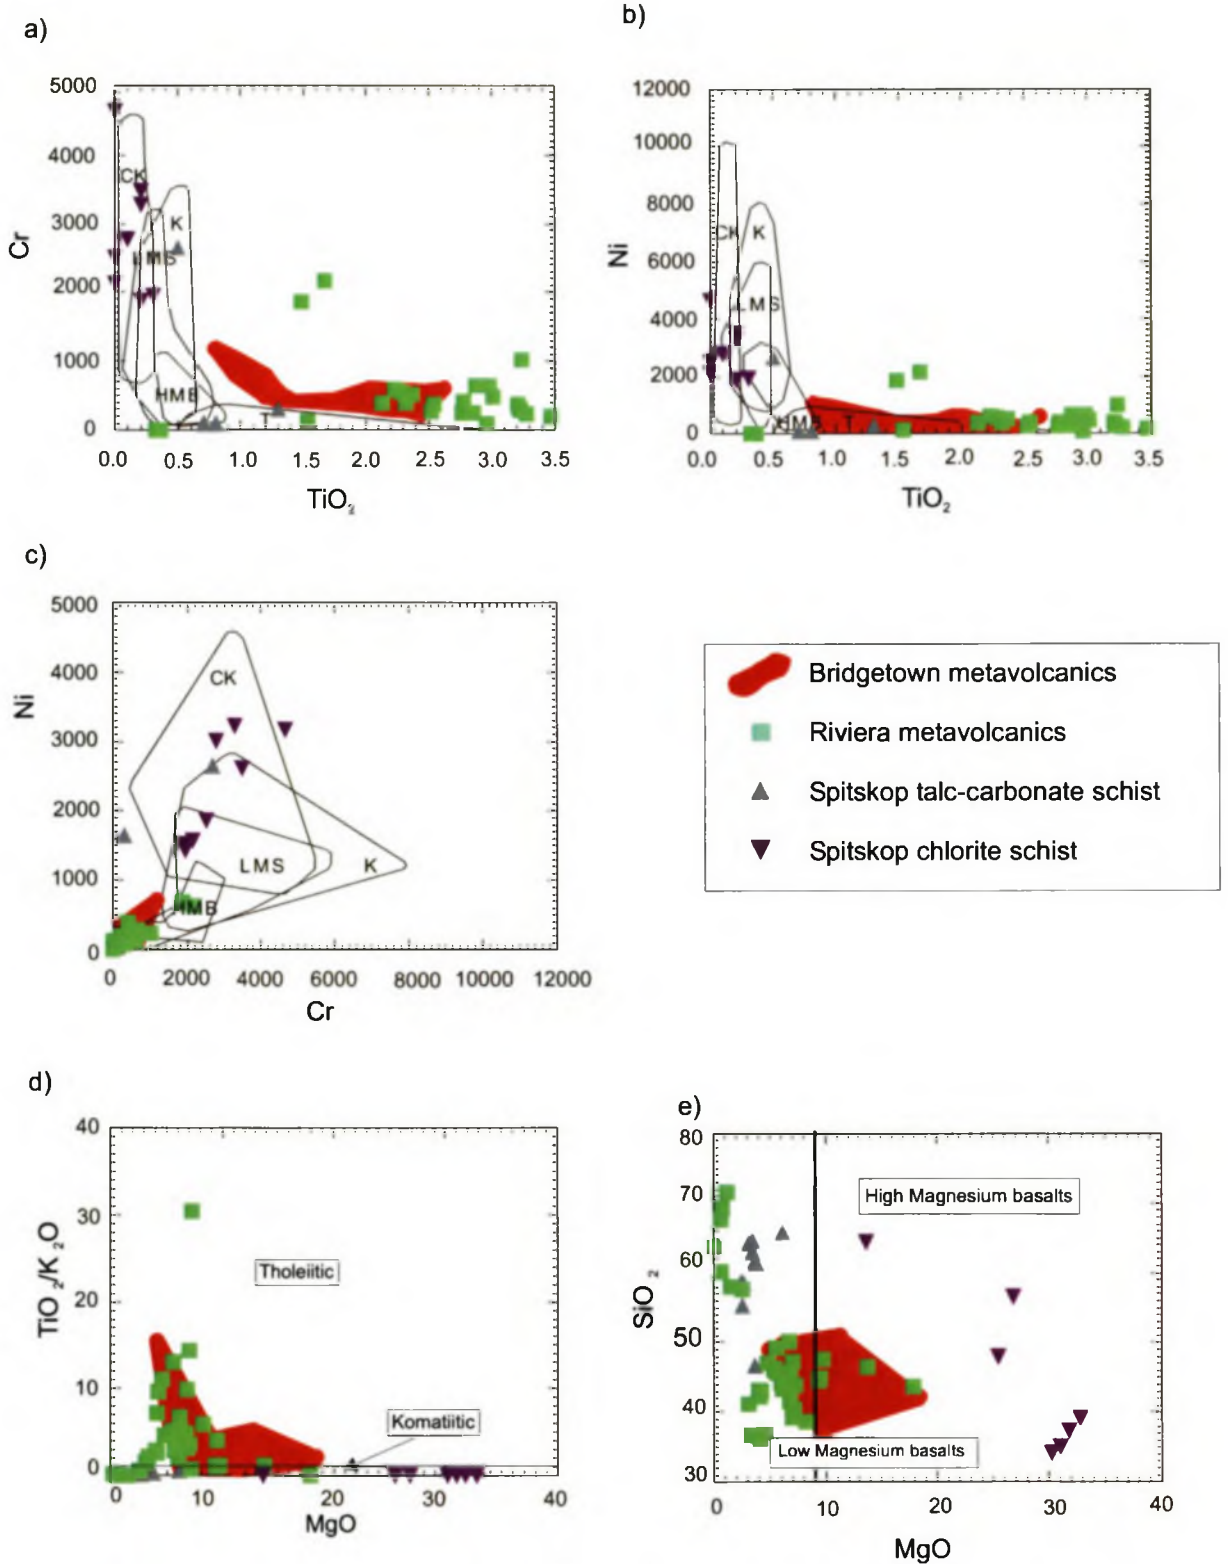 a)
5000
4000
3000
2000
1000
0
Cr
CK
K
LMS
HMB
T
0.0 0.5 1.0 1.5 2.0 2.5 3.0 3.5
TiO2
b)
12000
10000
8000
6000
4000
2000
0
Ni
CK K
LMS
HMB T
0.0 0.5 1.0 1.5 2.0 2.5 3.0 3.5
TiO2
c)
5000
4000
3000
2000
1000
0
Ni
CK
LMS
K
HMB
0 2000 4000 6000 8000 10000 12000
Cr
Bridgetown metavolcanics
Riviera metavolcanics
Spitskop talc-carbonate schist
Spitskop chlorite schist
d)
40
30
20
10
0
TiO2/K2O
Tholeiitic
Komatiitic
0 10 20 30 40
MgO
e)
80
70
60
50
40
30
SiO2
High Magnesium basalts
Low Magnesium basalts
0 10 20 30 40
MgO